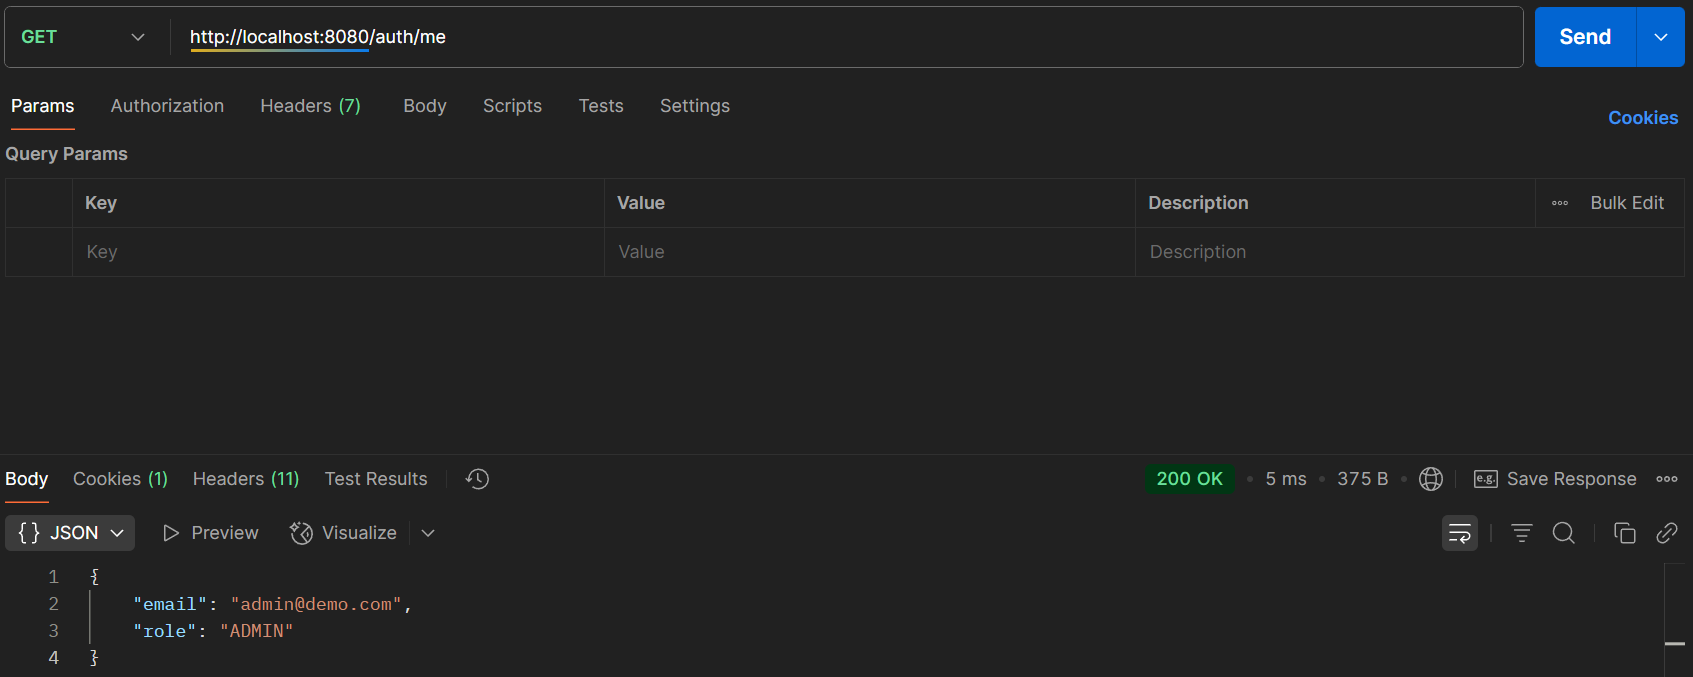 GET http://localhost:8080/auth/me Send
Params Authorization Headers (7) Body Scripts Tests Settings
Cookies
Query Params
Key Value Description Bulk Edit
Key Value Description
Body Cookies (1) Headers (11) Test Results 200 OK • 5 ms • 375 B • e.g. Save Response
{} JSON Preview Visualize
1 {
2 "email": "admin@demo.com",
3 "role": "ADMIN"
4 }